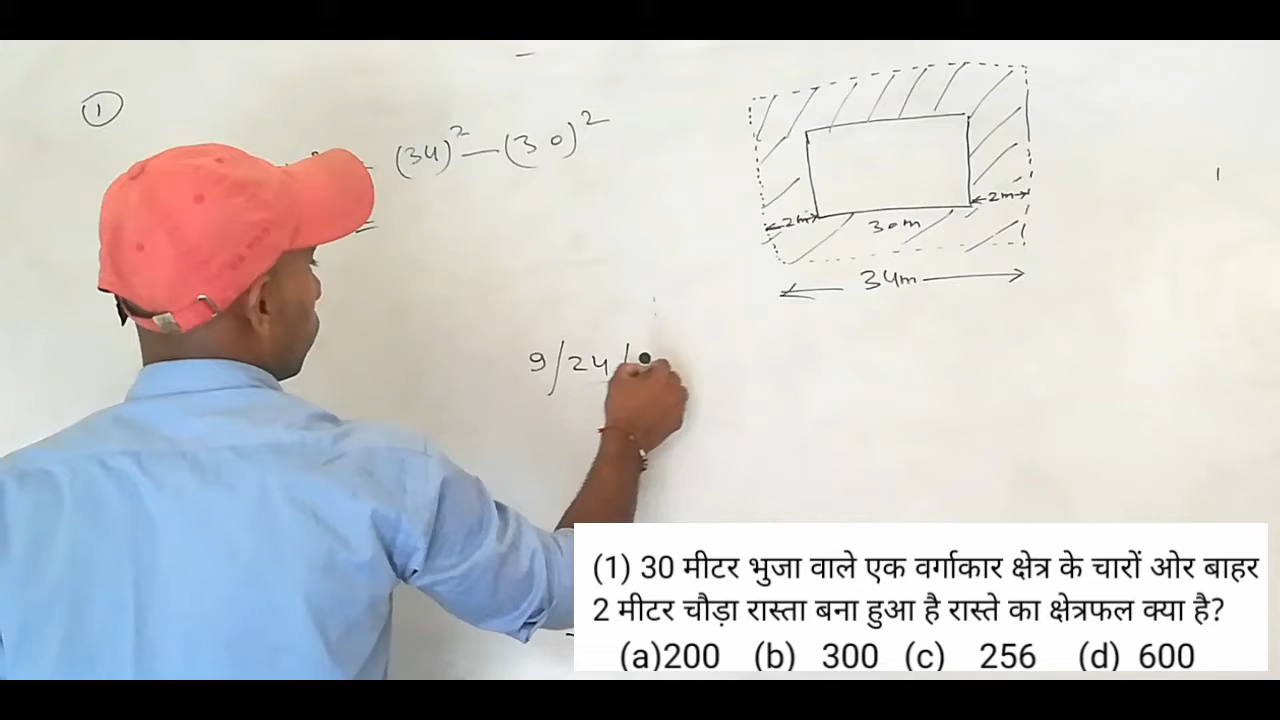 1
(34)² — (30)²
2m
30m
2m
34m
9/24/
(1) 30 मीटर भुजा वाले एक वर्गाकार क्षेत्र के चारों ओर बाहर
2 मीटर चौड़ा रास्ता बना हुआ है रास्ते का क्षेत्रफल क्या है?
(a)200 (b) 300 (c) 256 (d) 600